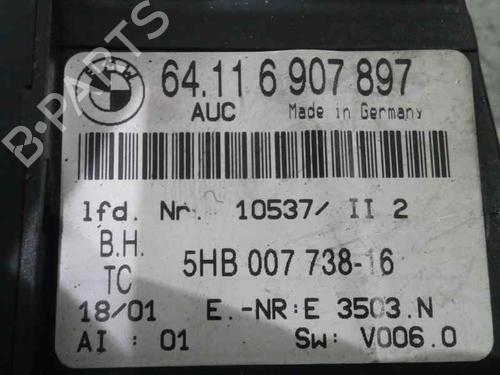 B-PARTS
BMW
64.11 6 907 897
AUC Made in Germany
lfd. Nr. 10537/ II 2
B.H.
TC 5HB 007 738-16
18/01 E.-NR:E 3503.N
AI : 01 Sw: V006.0